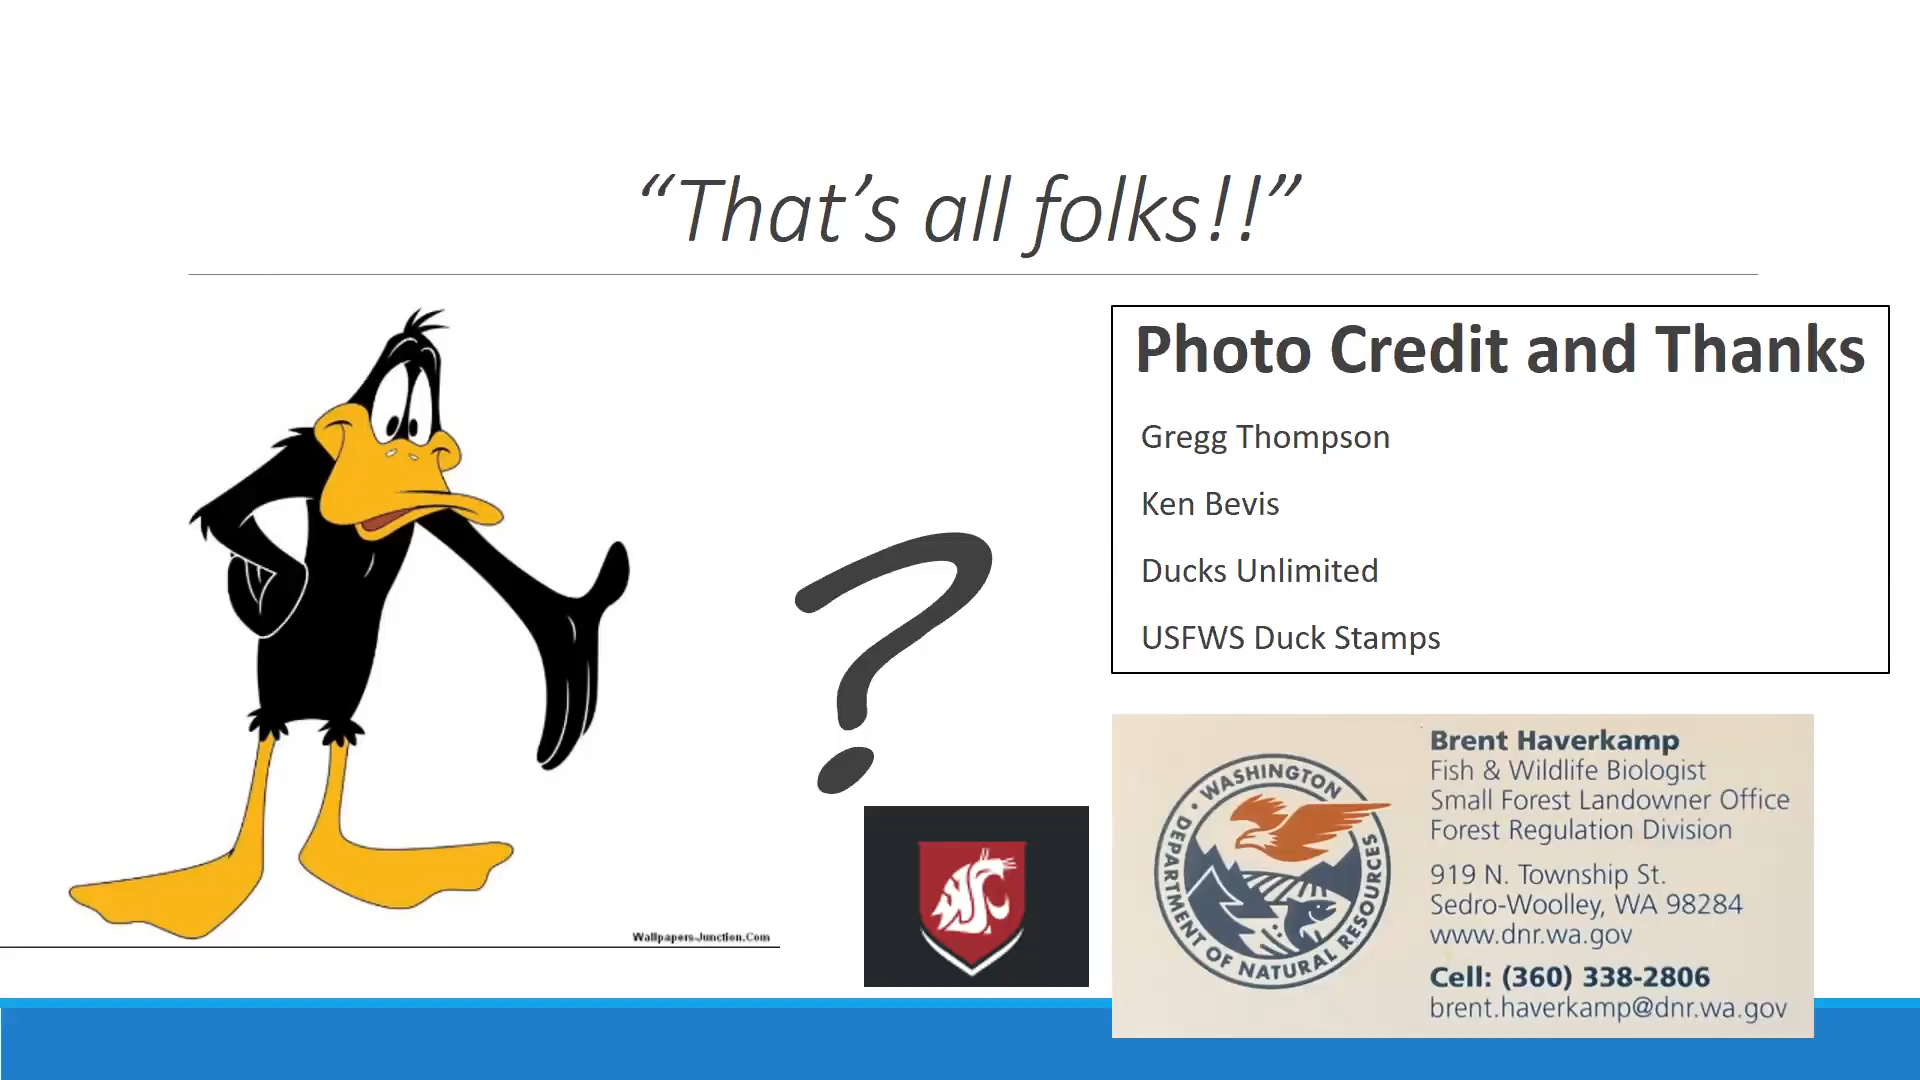 “That’s all folks!!”
Photo Credit and Thanks
Gregg Thompson
Ken Bevis
Ducks Unlimited
USFWS Duck Stamps
?
Wallpapers-Junction.Com
WSC
WASHINGTON
DEPARTMENT OF NATURAL RESOURCES
Brent Haverkamp
Fish & Wildlife Biologist
Small Forest Landowner Office
Forest Regulation Division
919 N. Township St.
Sedro-Woolley, WA 98284
www.dnr.wa.gov
Cell: (360) 338-2806
brent.haverkamp@dnr.wa.gov